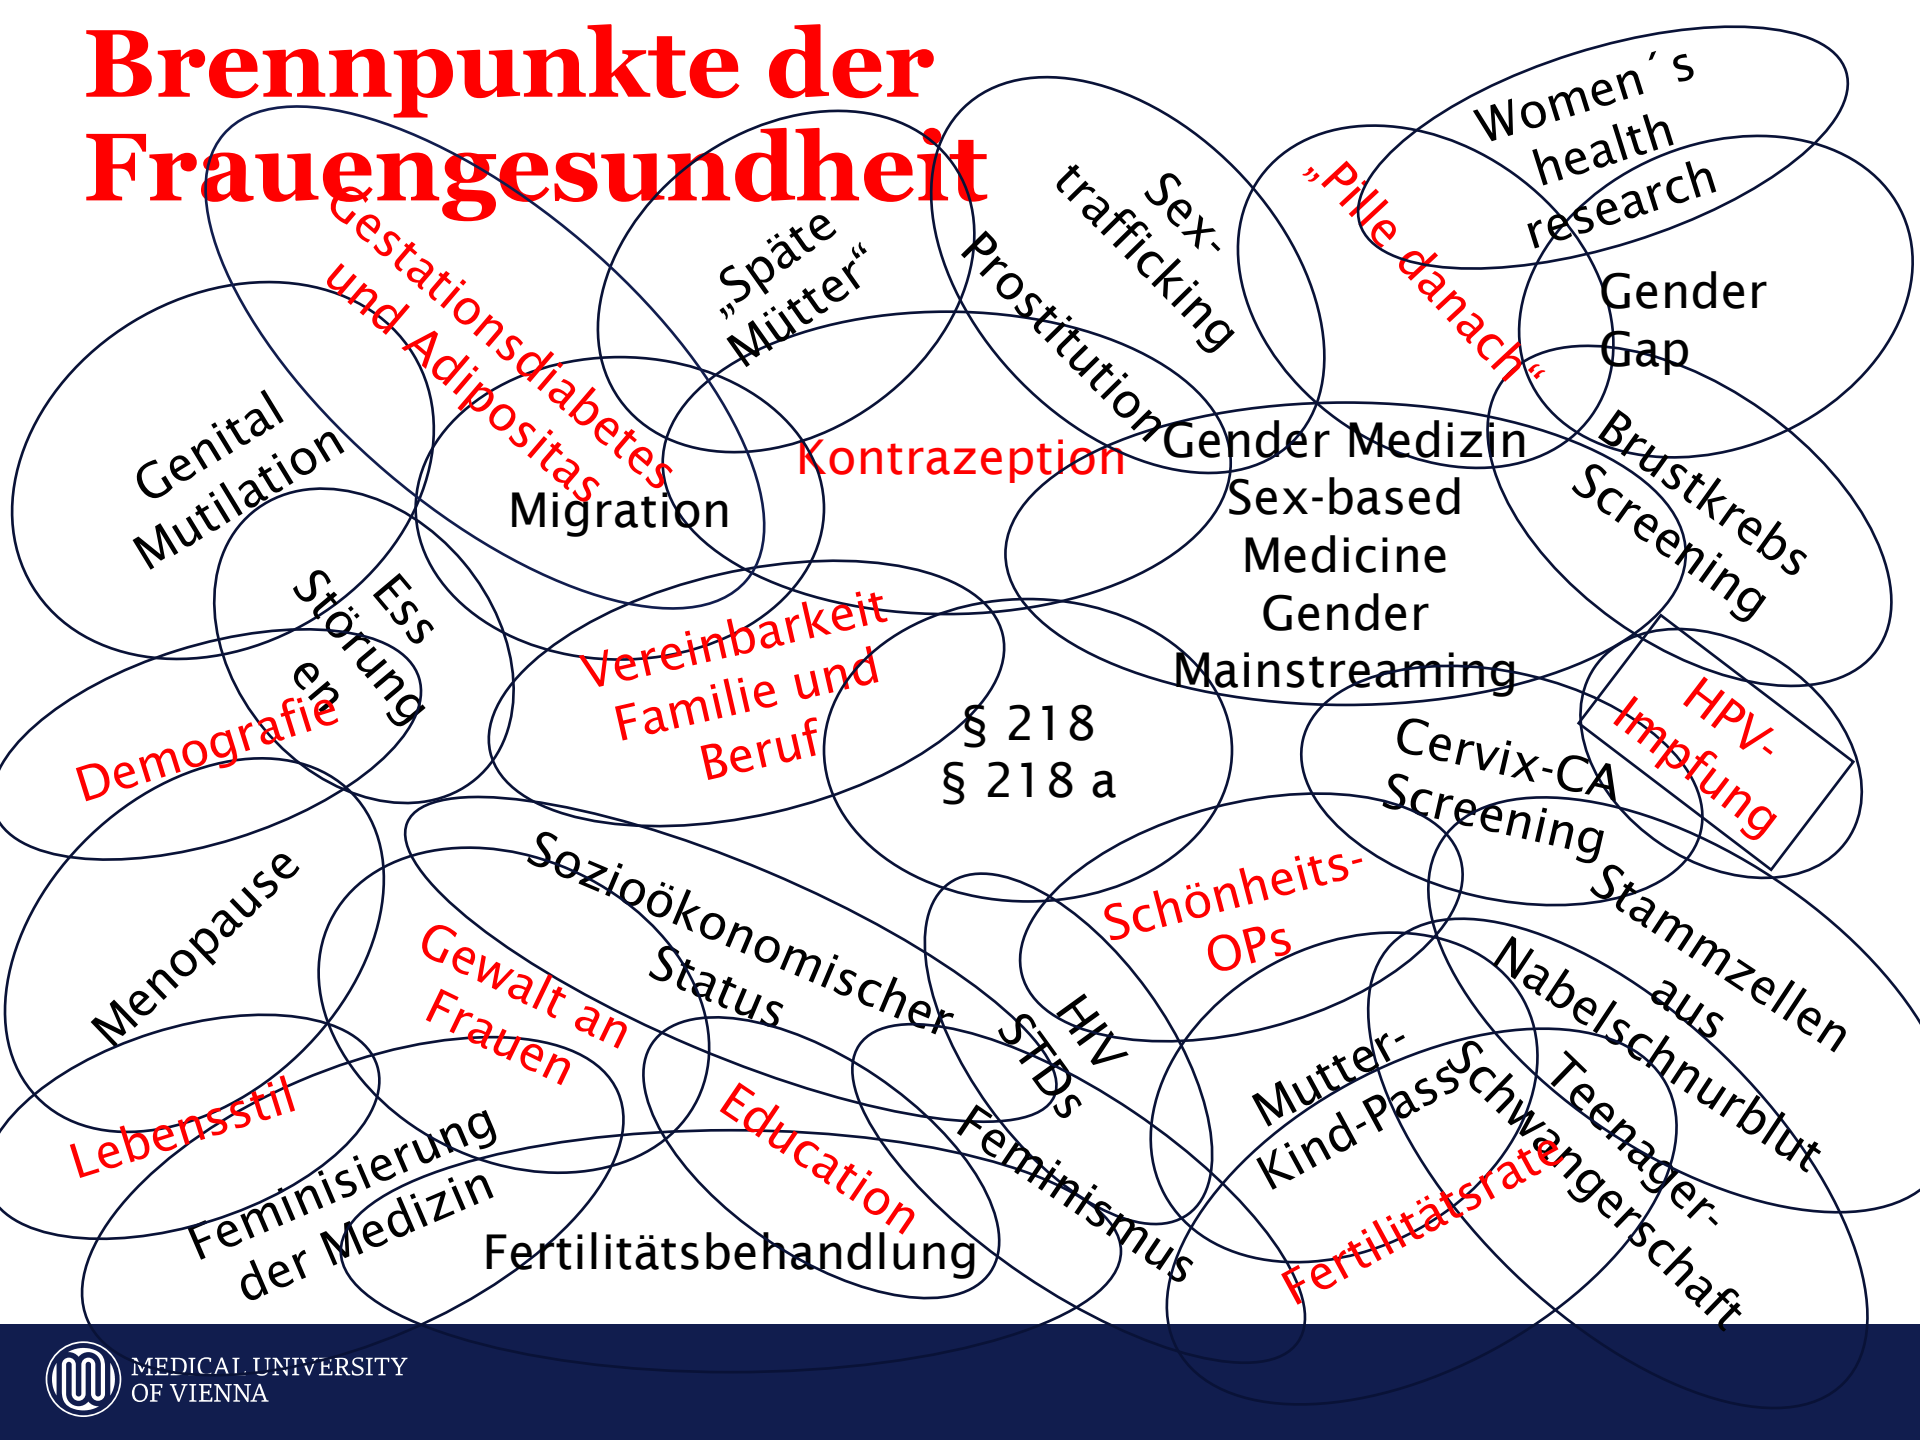 Brennpunkte der
Frauengesundheit
Women´s
health
research
Gestationsdiabetes
und Adipositas
„Späte
Mütter“
Sex-
trafficking
Prostitution
„Pille danach“
Gender
Gap
Genital
Mutilation
Migration
Kontrazeption
Gender Medizin
Sex-based
Medicine
Gender
Mainstreaming
Brustkrebs
Screening
Ess
Störung
en
Demografie
Vereinbarkeit
Familie und
Beruf
§ 218
§ 218 a
Cervix-CA
Screening
HPV-
Impfung
Menopause
Sozioökonomischer
Status
Gewalt an
Frauen
Schönheits-
OPs
HIV
STDs
Stammzellen
aus
Nabelschnurblut
Mutter-
Kind-Pass
Teenager-
Schwangerschaft
Lebensstil
Feminisierung
der Medizin
Education
Feminismus
Fertilitätsrate
Fertilitätsbehandlung
MEDICAL UNIVERSITY
OF VIENNA